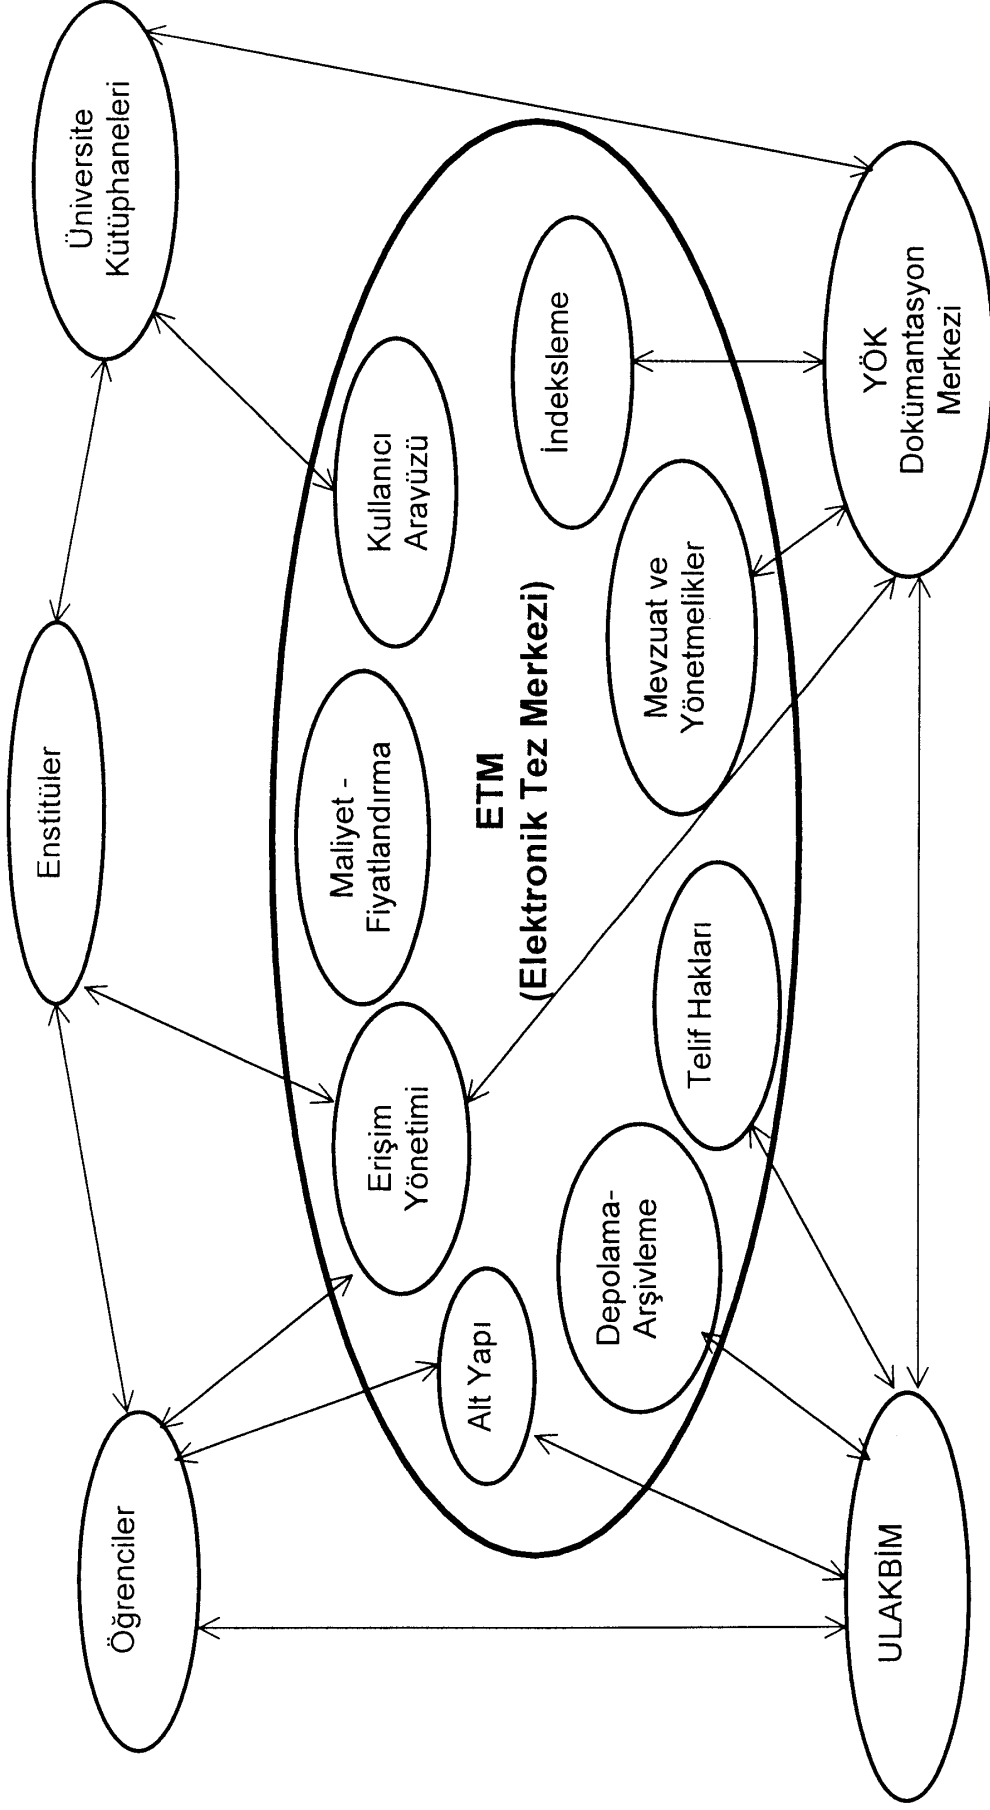 Öğrenciler
Enstitüler
Üniversite
Kütüphaneleri
Alt Yapı
Erişim
Yönetimi
Maliyet -
Fiyatlandırma
Kullanıcı
Arayüzü
ETM
(Elektronik Tez Merkezi)
Depolama-
Arşivleme
Telif Hakları
Mevzuat ve
Yönetmelikler
İndeksleme
ULAKBİM
YÖK
Dokümantasyon
Merkezi